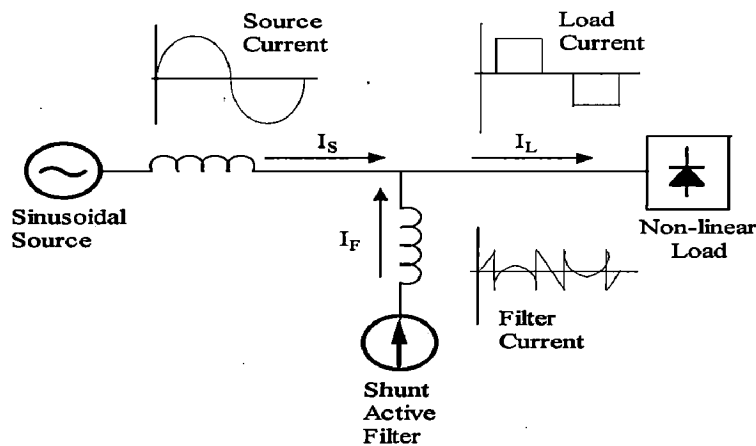 Source
Current
Load
Current
I_S
I_L
Sinusoidal
Source
I_F
Non-linear
Load
Filter
Current
Shunt
Active
Filter